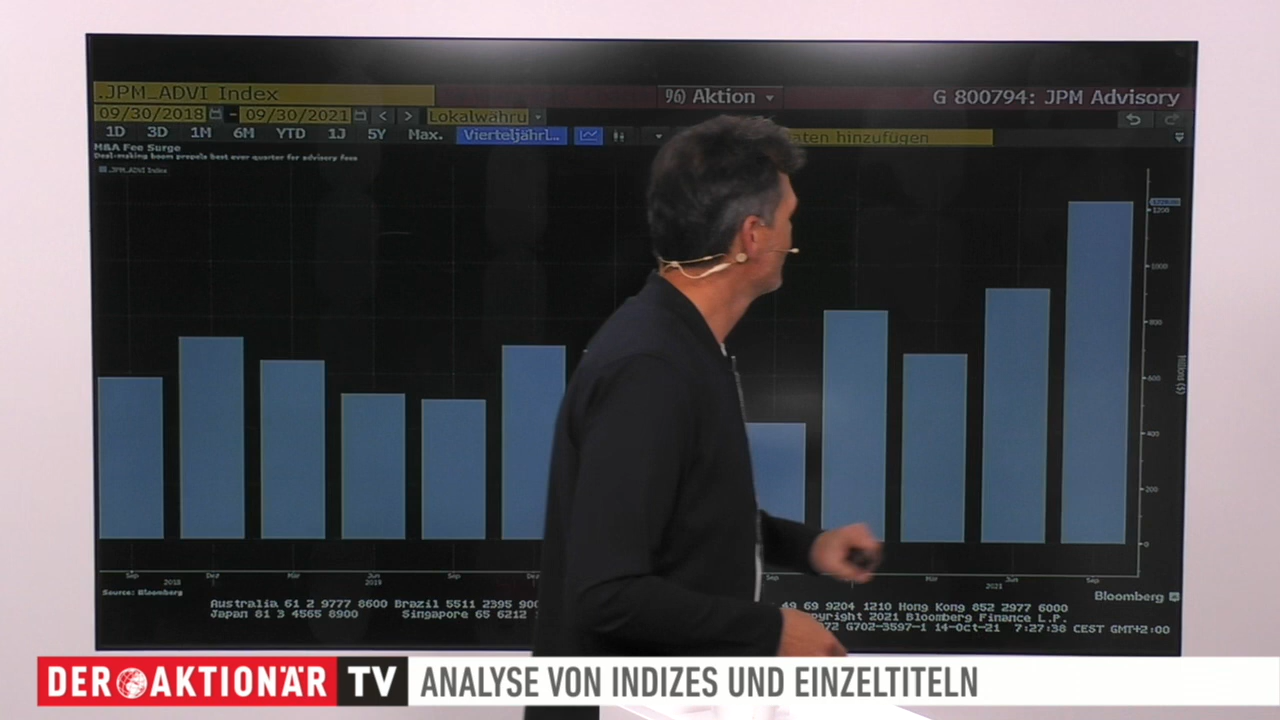 .JPM_ADVI Index
96) Aktion
G 800794: JPM Advisory
09/30/2018 - 09/30/2021 < > Lokalwähru
1D 3D 1M 6M YTD 1J 5Y Max. Vierteljährl… aten hinzufügen
M&A Fee Surge
Deal-making boom propels best ever quarter for advisory fees
.JPM_ADVI Index
1200
1000
800
600
400
200
0
Sep Dez Mar Jun Sep Sep Mar Jun Sep
2018 2019 2021
Source: Bloomberg
Bloomberg
Australia 61 2 9777 8600 Brazil 5511 2395 900
49 69 9204 1210 Hong Kong 852 2977 6000
Japan 81 3 4565 8900 Singapore 65 6212
pyright 2021 Bloomberg Finance L.P.
G702-3597-1 14-Oct-21 7:27:38 CEST GMT+2:00
DER AKTIONÄR TV ANALYSE VON INDIZES UND EINZELTITELN